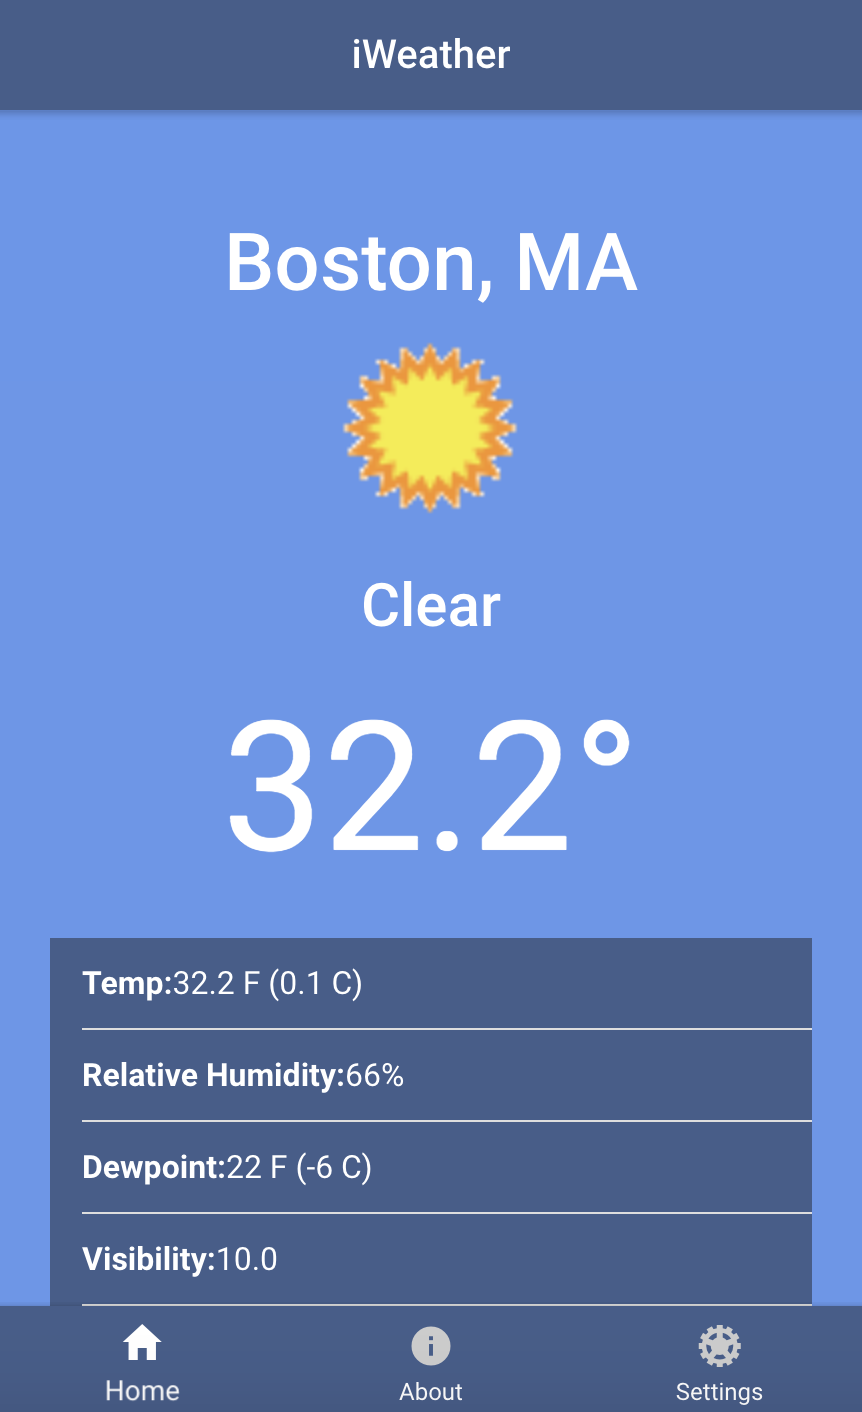 iWeather
Boston, MA
Clear
32.2°
Temp:32.2 F (0.1 C)
Relative Humidity:66%
Dewpoint:22 F (-6 C)
Visibility:10.0
Home
About
Settings